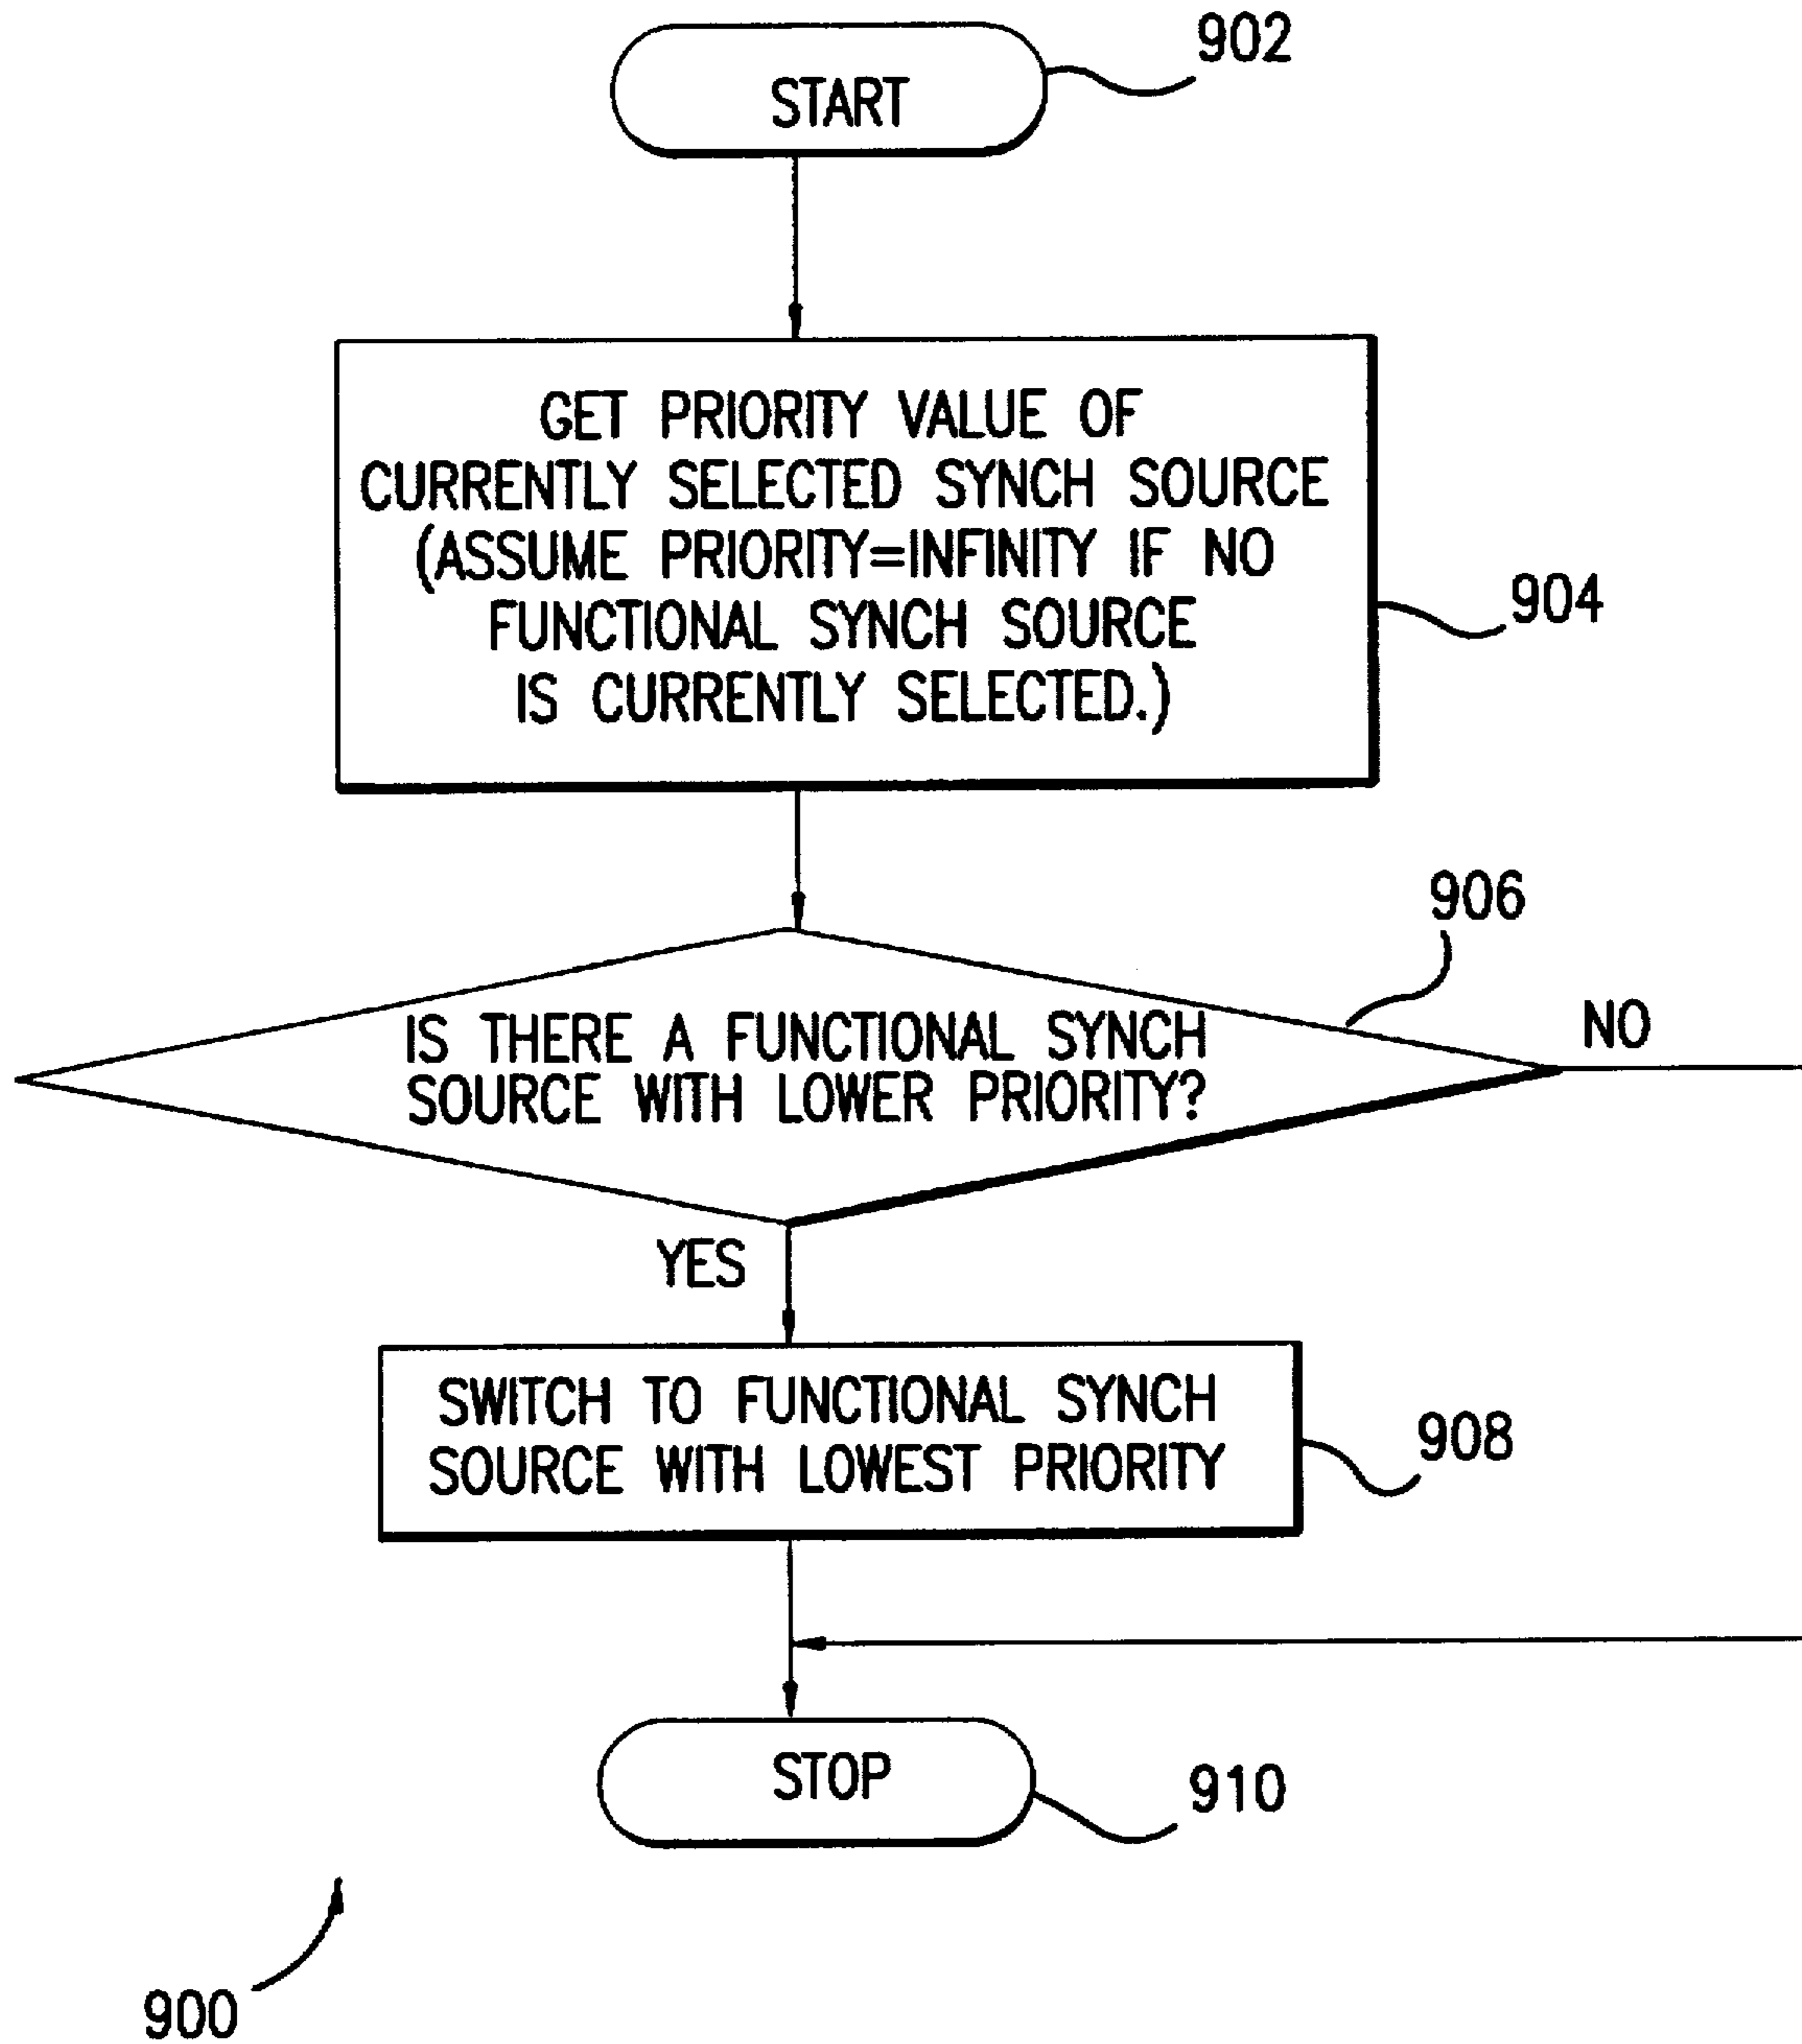 902
START
GET PRIORITY VALUE OF
CURRENTLY SELECTED SYNCH SOURCE
(ASSUME PRIORITY=INFINITY IF NO
FUNCTIONAL SYNCH SOURCE
IS CURRENTLY SELECTED.)
904
906
NO
IS THERE A FUNCTIONAL SYNCH
SOURCE WITH LOWER PRIORITY?
YES
SWITCH TO FUNCTIONAL SYNCH
SOURCE WITH LOWEST PRIORITY
908
STOP
910
900